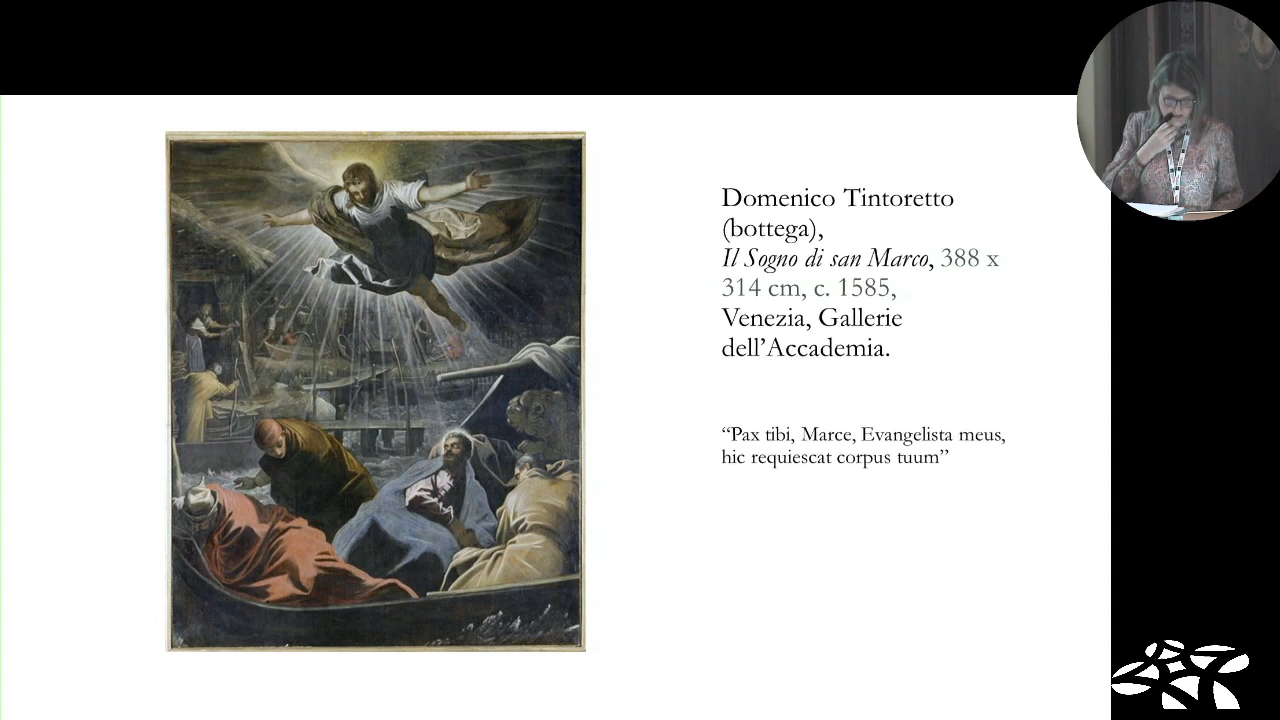 Domenico Tintoretto
(bottega),
Il Sogno di san Marco, 388 x
314 cm, c. 1585,
Venezia, Gallerie
dell’Accademia.
“Pax tibi, Marce, Evangelista meus,
hic requiescat corpus tuum”